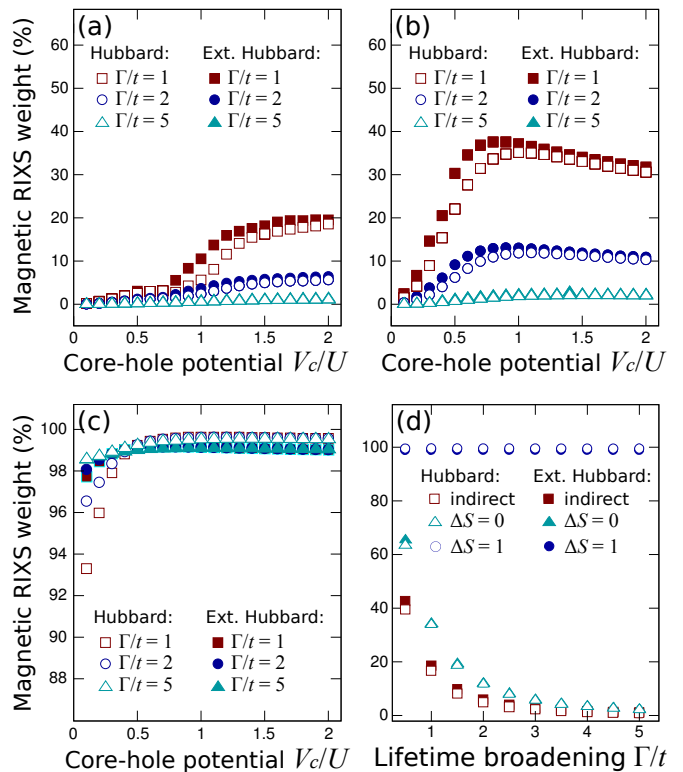 (a)
Magnetic RIXS weight (%)
60
50
40
30
20
10
0
Hubbard: Ext. Hubbard:
Γ/t = 1 Γ/t = 1
Γ/t = 2 Γ/t = 2
Γ/t = 5 Γ/t = 5
0 0.5 1 1.5 2
Core-hole potential Vc/U
(b)
60
50
40
30
20
10
0
Hubbard: Ext. Hubbard:
Γ/t = 1 Γ/t = 1
Γ/t = 2 Γ/t = 2
Γ/t = 5 Γ/t = 5
0 0.5 1 1.5 2
Core-hole potential Vc/U
(c)
Magnetic RIXS weight (%)
100
98
96
94
92
90
88
Hubbard: Ext. Hubbard:
Γ/t = 1 Γ/t = 1
Γ/t = 2 Γ/t = 2
Γ/t = 5 Γ/t = 5
0 0.5 1 1.5 2
Core-hole potential Vc/U
(d)
100
80
60
40
20
0
Hubbard: Ext. Hubbard:
indirect indirect
ΔS = 0 ΔS = 0
ΔS = 1 ΔS = 1
1 2 3 4 5
Lifetime broadening Γ/t